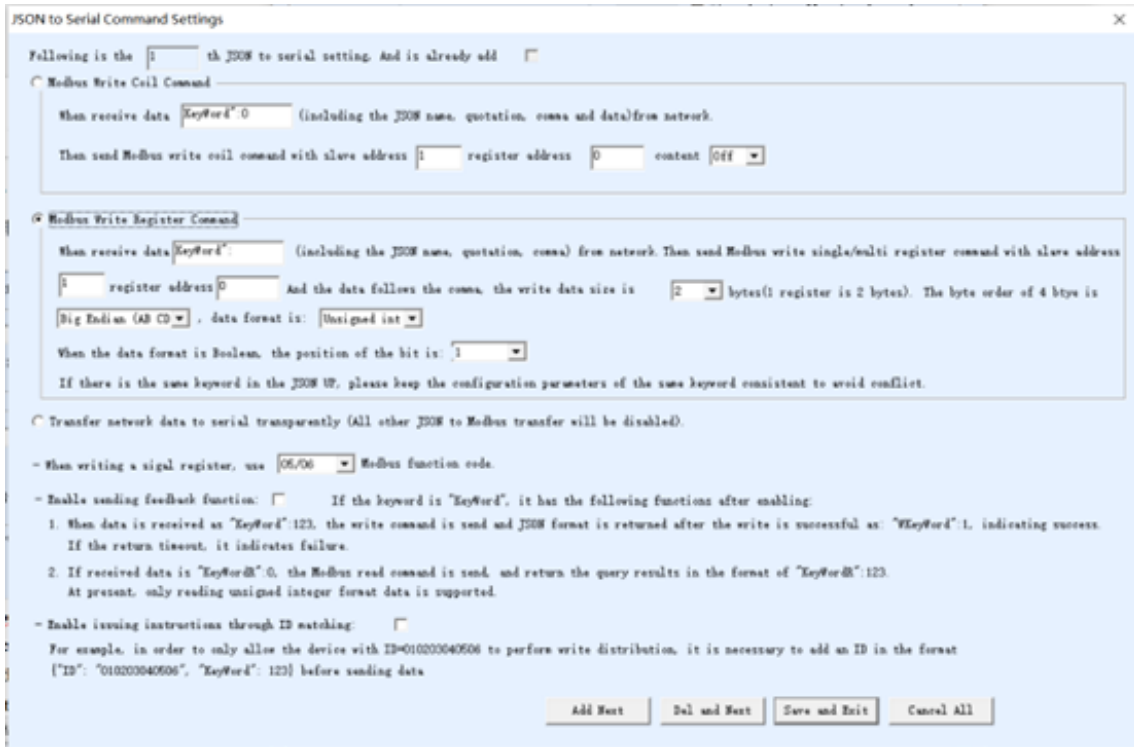 JSON to Serial Command Settings
Following is the 1 th JSON to serial setting, And is already add
Modbus Write Coil Command
When receive data KeyWord":0 (including the JSON name, quotation, comma and data)from network.
Then send Modbus write coil command with slave address 1 register address 0 content Off
Modbus Write Register Command
When receive data KeyWord": (including the JSON name, quotation, comma) from network. Then send Modbus write single/multi register command with slave address
1 register address 0 And the data follows the comma, the write data size is 2 bytes(1 register is 2 bytes). The byte order of 4 btye is
Big Endian (AB CD , data format is: Unsigned int
When the data format is Boolean, the position of the bit is: 1
If there is the same keyword in the JSON UP, please keep the configuration parameters of the same keyword consistent to avoid conflict.
Transfer network data to serial transparently (All other JSON to Modbus transfer will be disabled).
- When writing a sigal register, use 05/06 Modbus function code.
- Enable sending feedback function: If the keyword is "KeyWord", it has the following functions after enabling:
1. When data is received as "KeyWord":123, the write command is send and JSON format is returned after the write is successful as: "WKeyWord":1, indicating success.
If the return timeout, it indicates failure.
2. If received data is "KeyWordR":0, the Modbus read command is send, and return the query results in the format of "KeyWordR":123.
At present, only reading unsigned integer format data is supported.
- Enable issuing instructions through ID matching:
For example, in order to only allow the device with ID=010203040506 to perform write distribution, it is necessary to add an ID in the format
{"ID": "010203040506", "KeyWord": 123} before sending data
Add Next Del and Next Save and Exit Cancel All